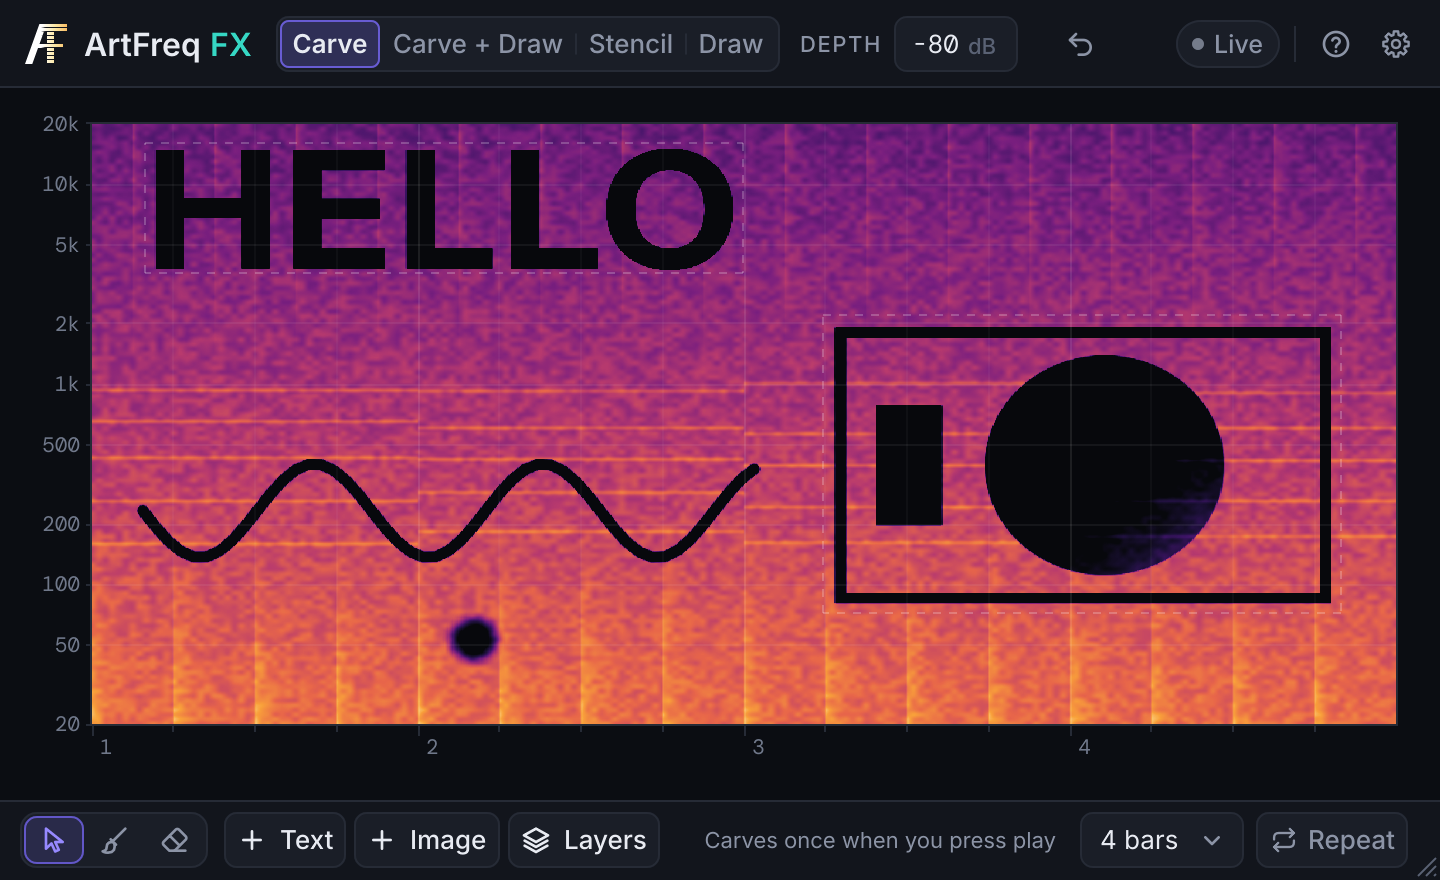 ArtFreq FX
Carve
Carve + Draw
Stencil
Draw
DEPTH
-80 dB
Live
20k
10k
5k
2k
1k
500
200
100
50
20
HELLO
1
2
3
4
Text
Image
Layers
Carves once when you press play
4 bars
Repeat